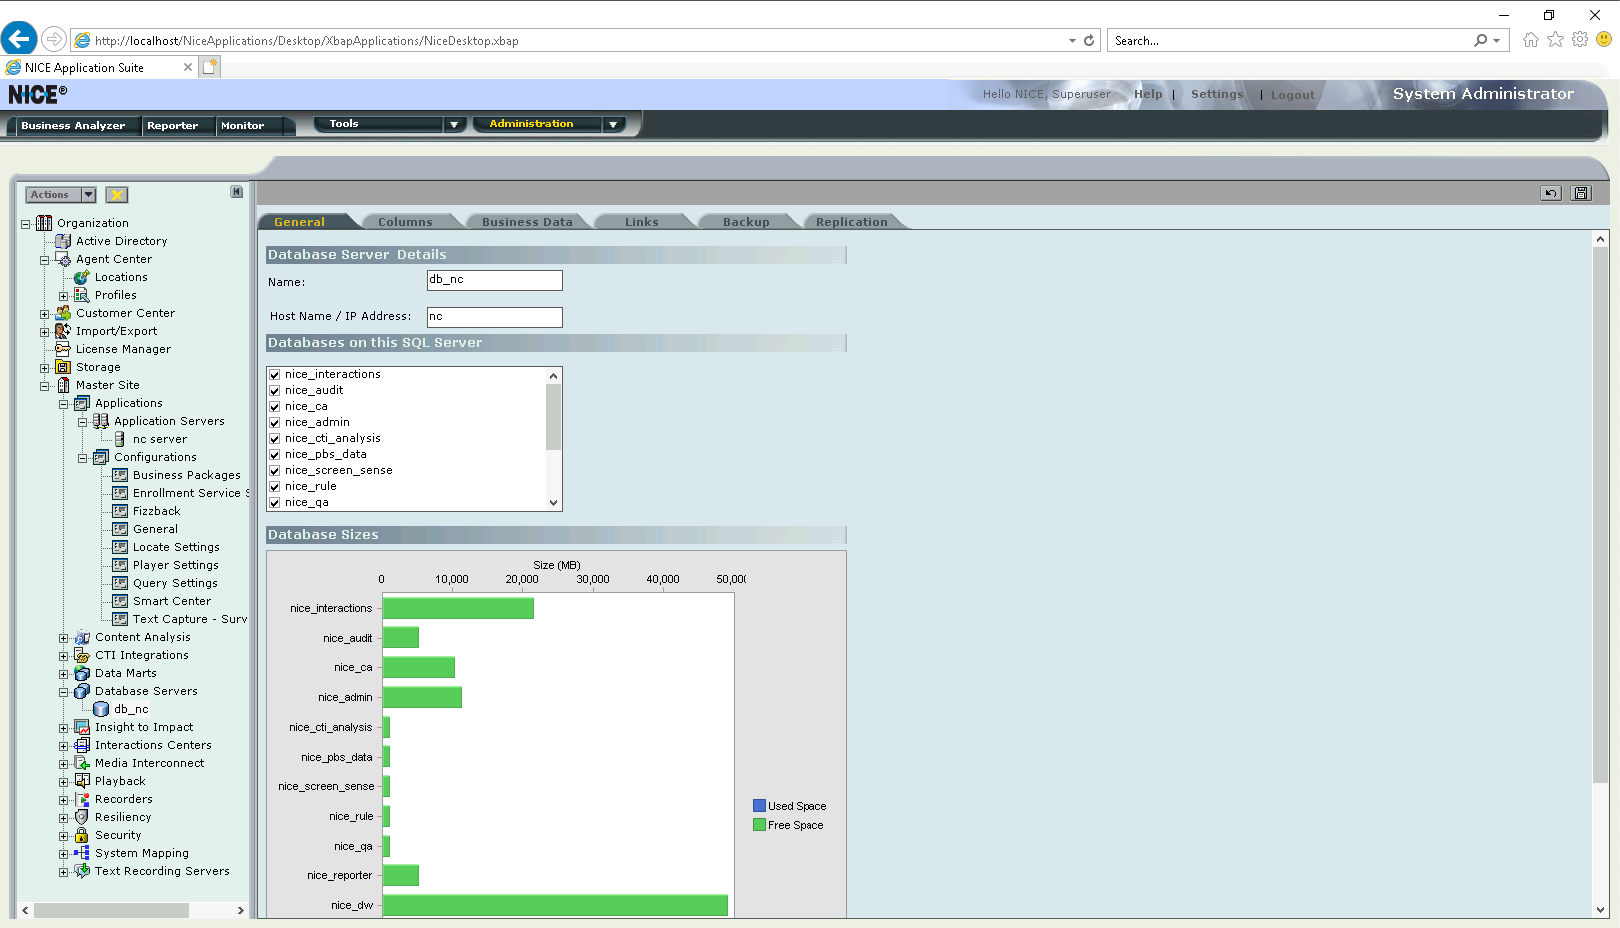 http://localhost/NiceApplications/Desktop/XbapApplications/NiceDesktop.xbap
Search...
NICE Application Suite
NICE®
Hello NICE, Superuser Help | Settings | Logout
System Administrator
Business Analyzer Reporter Monitor Tools Administration
Actions
Organization
Active Directory
Agent Center
Locations
Profiles
Customer Center
Import/Export
License Manager
Storage
Master Site
Applications
Application Servers
nc server
Configurations
Business Packages
Enrollment Service S
Fizzback
General
Locate Settings
Player Settings
Query Settings
Smart Center
Text Capture - Surv
Content Analysis
CTI Integrations
Data Marts
Database Servers
db_nc
Insight to Impact
Interactions Centers
Media Interconnect
Playback
Recorders
Resiliency
Security
System Mapping
Text Recording Servers
General Columns Business Data Links Backup Replication
Database Server Details
Name: db_nc
Host Name / IP Address: nc
Databases on this SQL Server
nice_interactions
nice_audit
nice_ca
nice_admin
nice_cti_analysis
nice_pbs_data
nice_screen_sense
nice_rule
nice_qa
Database Sizes
Size (MB)
0 10,000 20,000 30,000 40,000 50,000
nice_interactions
nice_audit
nice_ca
nice_admin
nice_cti_analysis
nice_pbs_data
nice_screen_sense
nice_rule
nice_qa
nice_reporter
nice_dw
Used Space
Free Space